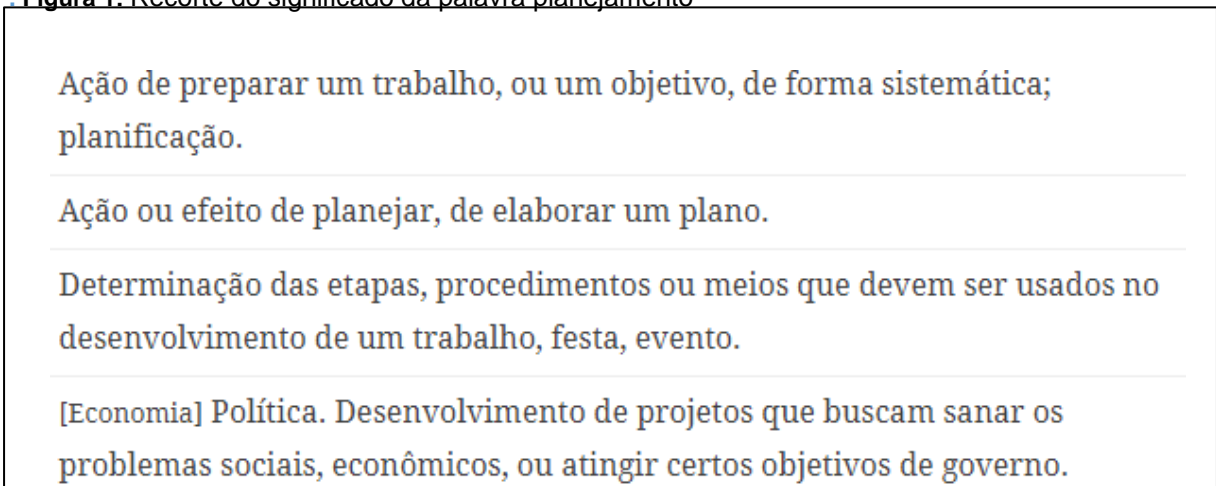 . Figura 1. Recorte do significado da palavra planejamento
Ação de preparar um trabalho, ou um objetivo, de forma sistemática;
planificação.
Ação ou efeito de planejar, de elaborar um plano.
Determinação das etapas, procedimentos ou meios que devem ser usados no
desenvolvimento de um trabalho, festa, evento.
[Economia] Política. Desenvolvimento de projetos que buscam sanar os
problemas sociais, econômicos, ou atingir certos objetivos de governo.